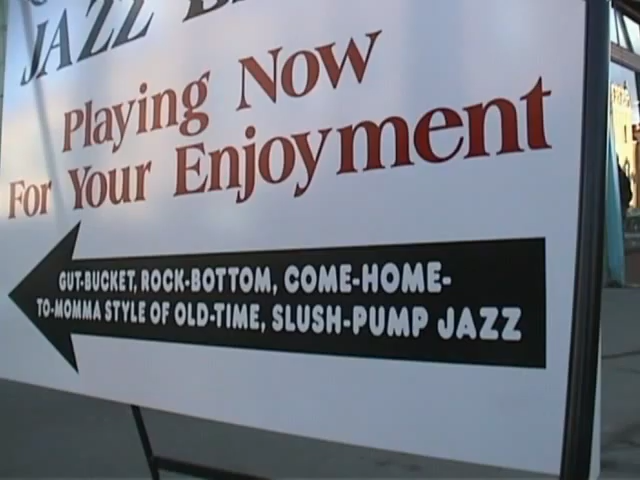 JAZZ
Playing Now
For Your Enjoyment
GUT-BUCKET, ROCK-BOTTOM, COME-HOME-
TO-MOMMA STYLE OF OLD-TIME, SLUSH-PUMP JAZZ